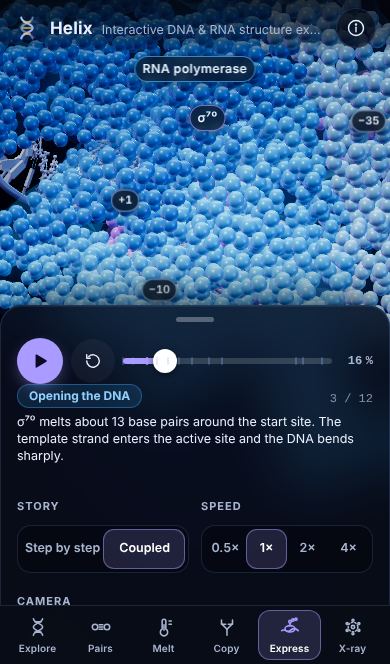 Helix Interactive DNA & RNA structure ex...
RNA polymerase
σ⁷⁰
−35
+1
−10
16 %
Opening the DNA
3 / 12
σ⁷⁰ melts about 13 base pairs around the start site. The
template strand enters the active site and the DNA bends
sharply.
STORY
SPEED
Step by step Coupled
0.5× 1× 2× 4×
CAMERA
Explore Pairs Melt Copy Express X-ray